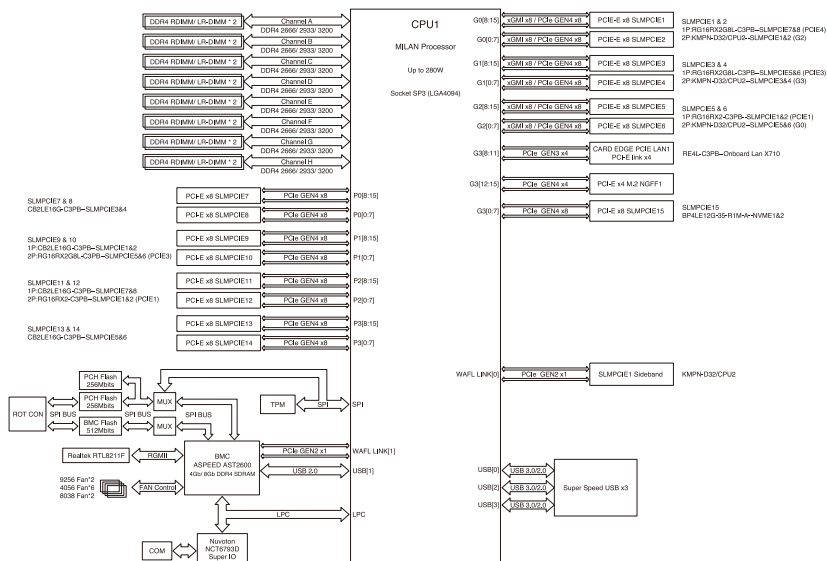 CPU1
MILAN Processor
Up to 280W
Socket SP3 (LGA4094)
DDR4 RDIMM/ LR-DIMM * 2
Channel A
DDR4 2666/ 2933/ 3200
DDR4 RDIMM/ LR-DIMM * 2
Channel B
DDR4 2666/ 2933/ 3200
DDR4 RDIMM/ LR-DIMM * 2
Channel C
DDR4 2666/ 2933/ 3200
DDR4 RDIMM/ LR-DIMM * 2
Channel D
DDR4 2666/ 2933/ 3200
DDR4 RDIMM/ LR-DIMM * 2
Channel E
DDR4 2666/ 2933/ 3200
DDR4 RDIMM/ LR-DIMM * 2
Channel F
DDR4 2666/ 2933/ 3200
DDR4 RDIMM/ LR-DIMM * 2
Channel G
DDR4 2666/ 2933/ 3200
DDR4 RDIMM/ LR-DIMM * 2
Channel H
DDR4 2666/ 2933/ 3200
SLMPCIE7 & 8
CB2LE16G-C3PB--SLMPCIE3&4
PCI-E x8 SLMPCIE7
PCIe GEN4 x8
P0[8:15]
PCI-E x8 SLMPCIE8
PCIe GEN4 x8
P0[0:7]
SLMPCIE9 & 10
1P:CB2LE16G-C3PB--SLMPCIE1&2
2P:RG16RX2G8L-C3PB--SLMPCIE5&6 (PCIE3)
PCI-E x8 SLMPCIE9
PCIe GEN4 x8
P1[8:15]
PCI-E x8 SLMPCIE10
PCIe GEN4 x8
P1[0:7]
SLMPCIE11 & 12
1P:CB2LE16G-C3PB--SLMPCIE7&8
2P:RG16RX2-C3PB--SLMPCIE1&2 (PCIE1)
PCI-E x8 SLMPCIE11
PCIe GEN4 x8
P2[8:15]
PCI-E x8 SLMPCIE12
PCIe GEN4 x8
P2[0:7]
SLMPCIE13 & 14
CB2LE16G-C3PB--SLMPCIE5&6
PCI-E x8 SLMPCIE13
PCIe GEN4 x8
P3[8:15]
PCI-E x8 SLMPCIE14
PCIe GEN4 x8
P3[0:7]
PCH Flash
256Mbits
PCH Flash
256Mbits
BMC Flash
512Mbits
ROT CON
SPI BUS
SPI BUS
SPI BUS
MUX
MUX
TPM
SPI
SPI
BMC
ASPEED AST2600
4Gb/ 8Gb DDR4 SDRAM
Realtek RTL8211F
RGMII
9256 Fan*2
4056 Fan*6
8038 Fan*2
FAN Control
PCIe GEN2 x1
WAFL LINK[1]
USB 2.0
USB[1]
LPC
LPC
COM
Nuvoton
NCT6793D
Super IO
G0[8:15]
xGMI x8 / PCIe GEN4 x8
PCIE-E x8 SLMPCIE1
G0[0:7]
xGMI x8 / PCIe GEN4 x8
PCIE-E x8 SLMPCIE2
SLMPCIE1 & 2
1P:RG16RX2G8L-C3PB--SLMPCIE7&8 (PCIE4)
2P:KMPN-D32/CPU2--SLMPCIE1&2 (G2)
G1[8:15]
xGMI x8 / PCIe GEN4 x8
PCIE-E x8 SLMPCIE3
G1[0:7]
xGMI x8 / PCIe GEN4 x8
PCIE-E x8 SLMPCIE4
SLMPCIE3 & 4
1P:RG16RX2G8L-C3PB--SLMPCIE5&6 (PCIE3)
2P:KMPN-D32/CPU2--SLMPCIE3&4 (G3)
G2[8:15]
xGMI x8 / PCIe GEN4 x8
PCIE-E x8 SLMPCIE5
G2[0:7]
xGMI x8 / PCIe GEN4 x8
PCIE-E x8 SLMPCIE6
SLMPCIE5 & 6
1P:RG16RX2-C3PB--SLMPCIE1&2 (PCIE1)
2P:KMPN-D32/CPU2--SLMPCIE5&6 (G0)
G3[8:11]
PCIe GEN3 x4
CARD EDGE PCIE LAN1
PCI-E link x4
RE4L-C3PB--Onboard Lan X710
G3[12:15]
PCIe GEN4 x4
PCI-E x4 M.2 NGFF1
G3[0:7]
PCIe GEN4 x8
PCI-E x8 SLMPCIE15
SLMPCIE15
BP4LE12G-35-R1M-A--NVME1&2
WAFL LINK[0]
PCIe GEN2 x1
SLMPCIE1 Sideband
KMPN-D32/CPU2
USB[0]
USB 3.0/2.0
USB[2]
USB 3.0/2.0
USB[3]
USB 3.0/2.0
Super Speed USB x3